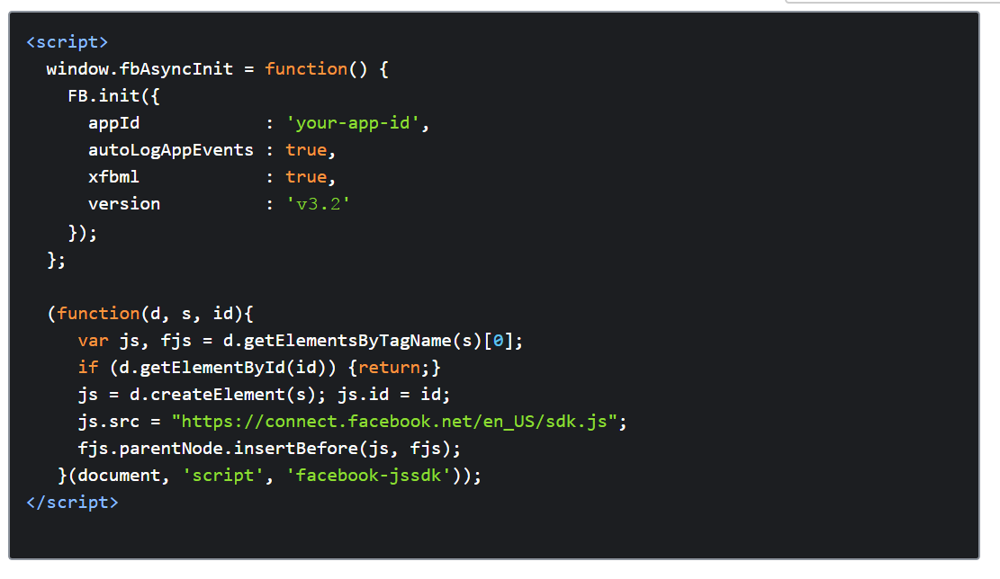 <script>
  window.fbAsyncInit = function() {
    FB.init({
      appId            : 'your-app-id',
      autoLogAppEvents : true,
      xfbml            : true,
      version          : 'v3.2'
    });
  };

  (function(d, s, id){
     var js, fjs = d.getElementsByTagName(s)[0];
     if (d.getElementById(id)) {return;}
     js = d.createElement(s); js.id = id;
     js.src = "https://connect.facebook.net/en_US/sdk.js";
     fjs.parentNode.insertBefore(js, fjs);
   }(document, 'script', 'facebook-jssdk'));
</script>